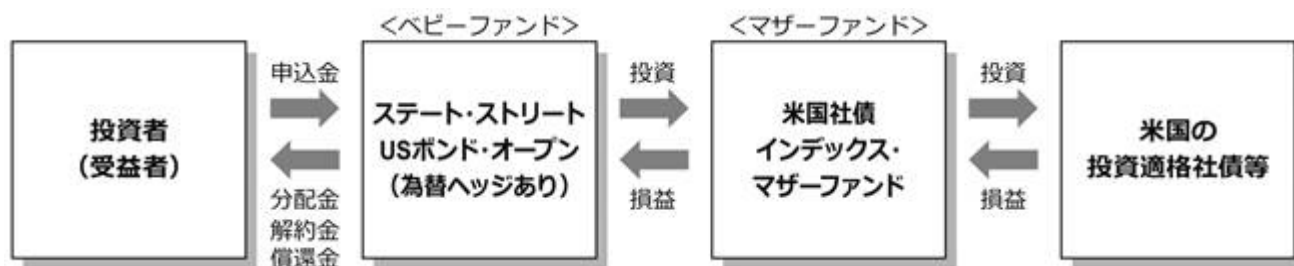 <ベビーファンド>
<マザーファンド>
投資者
(受益者)
申込金
分配金
解約金
償還金
ステート・ストリート
USボンド・オープン
(為替ヘッジあり)
投資
損益
米国社債
インデックス・
マザーファンド
投資
損益
米国の
投資適格社債等